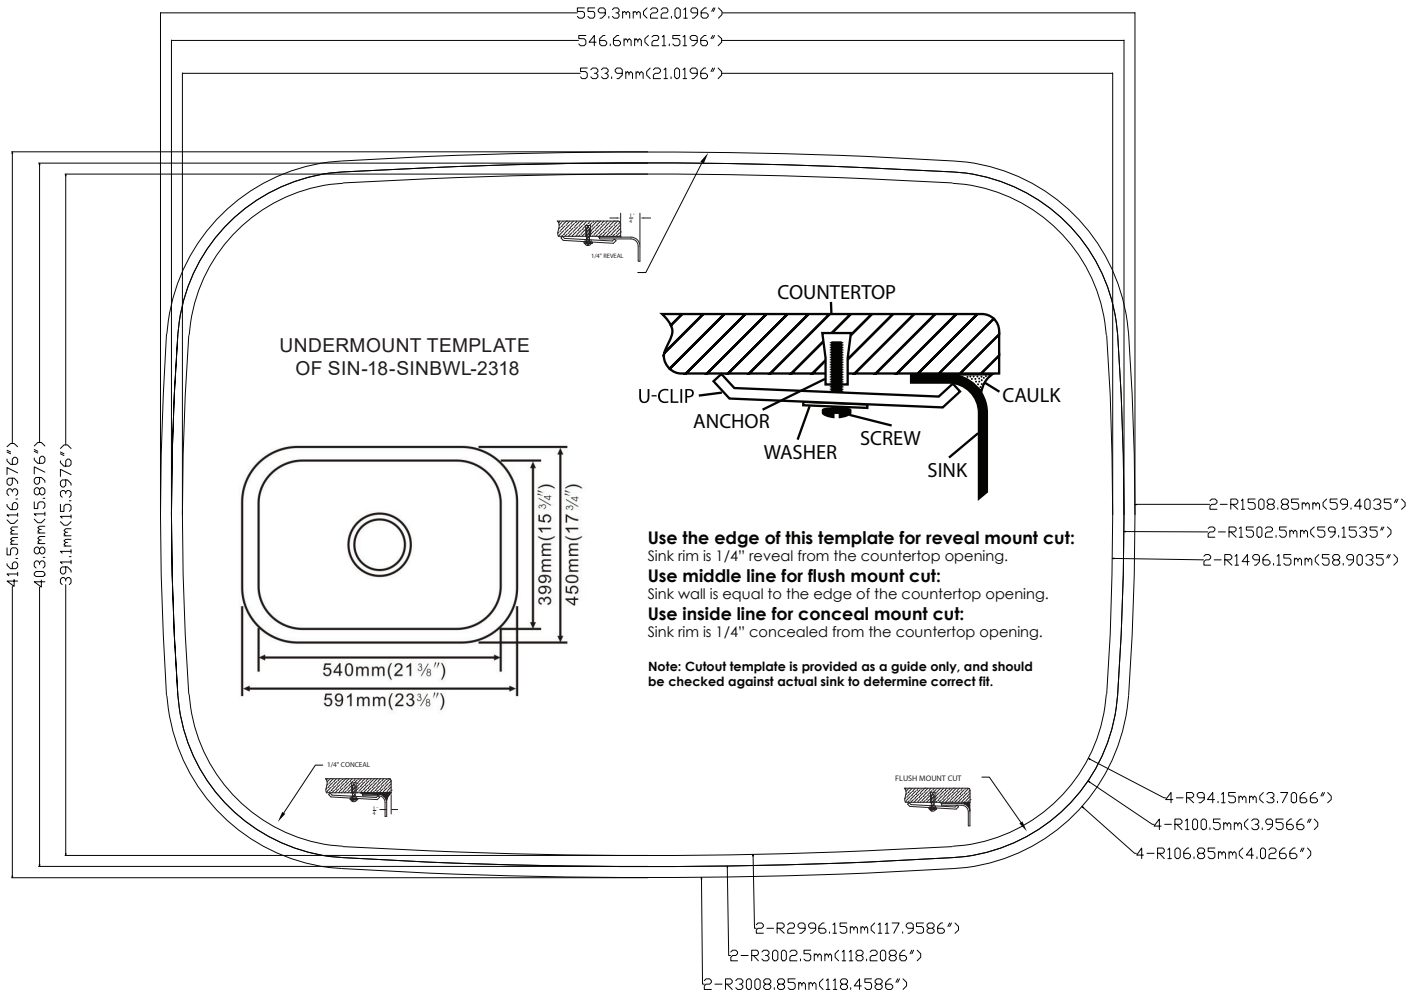 559.3mm(22.0196")
546.6mm(21.5196")
533.9mm(21.0196")
416.5mm(16.3976")
403.8mm(15.8976")
391.1mm(15.3976")
1/4" REVEAL
COUNTERTOP
U-CLIP
ANCHOR
WASHER
SCREW
CAULK
SINK
UNDERMOUNT TEMPLATE
OF SIN-18-SINBWL-2318
399mm(15 3/4")
450mm(17 3/4")
540mm(21 3/8")
591mm(23 3/8")
Use the edge of this template for reveal mount cut:
Sink rim is 1/4" reveal from the countertop opening.
Use middle line for flush mount cut:
Sink wall is equal to the edge of the countertop opening.
Use inside line for conceal mount cut:
Sink rim is 1/4" concealed from the countertop opening.
Note: Cutout template is provided as a guide only, and should
be checked against actual sink to determine correct fit.
2-R1508.85mm(59.4035")
2-R1502.5mm(59.1535")
2-R1496.15mm(58.9035")
1/4" CONCEAL
FLUSH MOUNT CUT
4-R94.15mm(3.7066")
4-R100.5mm(3.9566")
4-R106.85mm(4.0266")
2-R2996.15mm(117.9586")
2-R3002.5mm(118.2086")
2-R3008.85mm(118.4586")